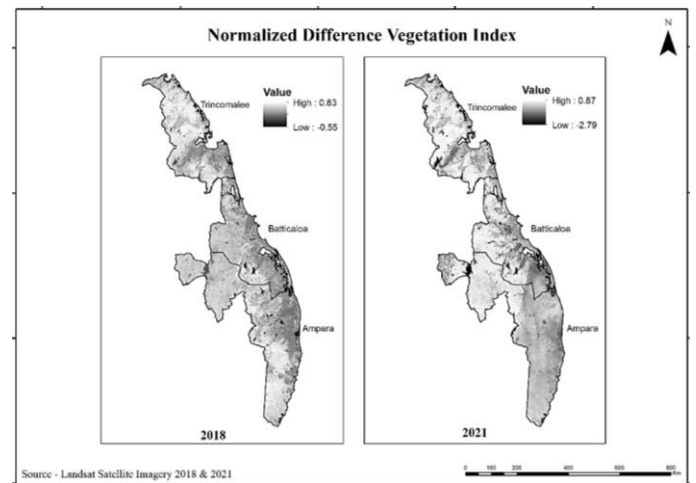 Normalized Difference Vegetation Index
N
Trincomalee
Value
High : 0.83
Low : -0.55
Batticaloa
Ampara
2018
Trincomalee
Value
High : 0.87
Low : -2.79
Batticaloa
Ampara
2021
Source - Landsat Satellite Imagery 2018 & 2021
0 100 200 400 600 800
Km